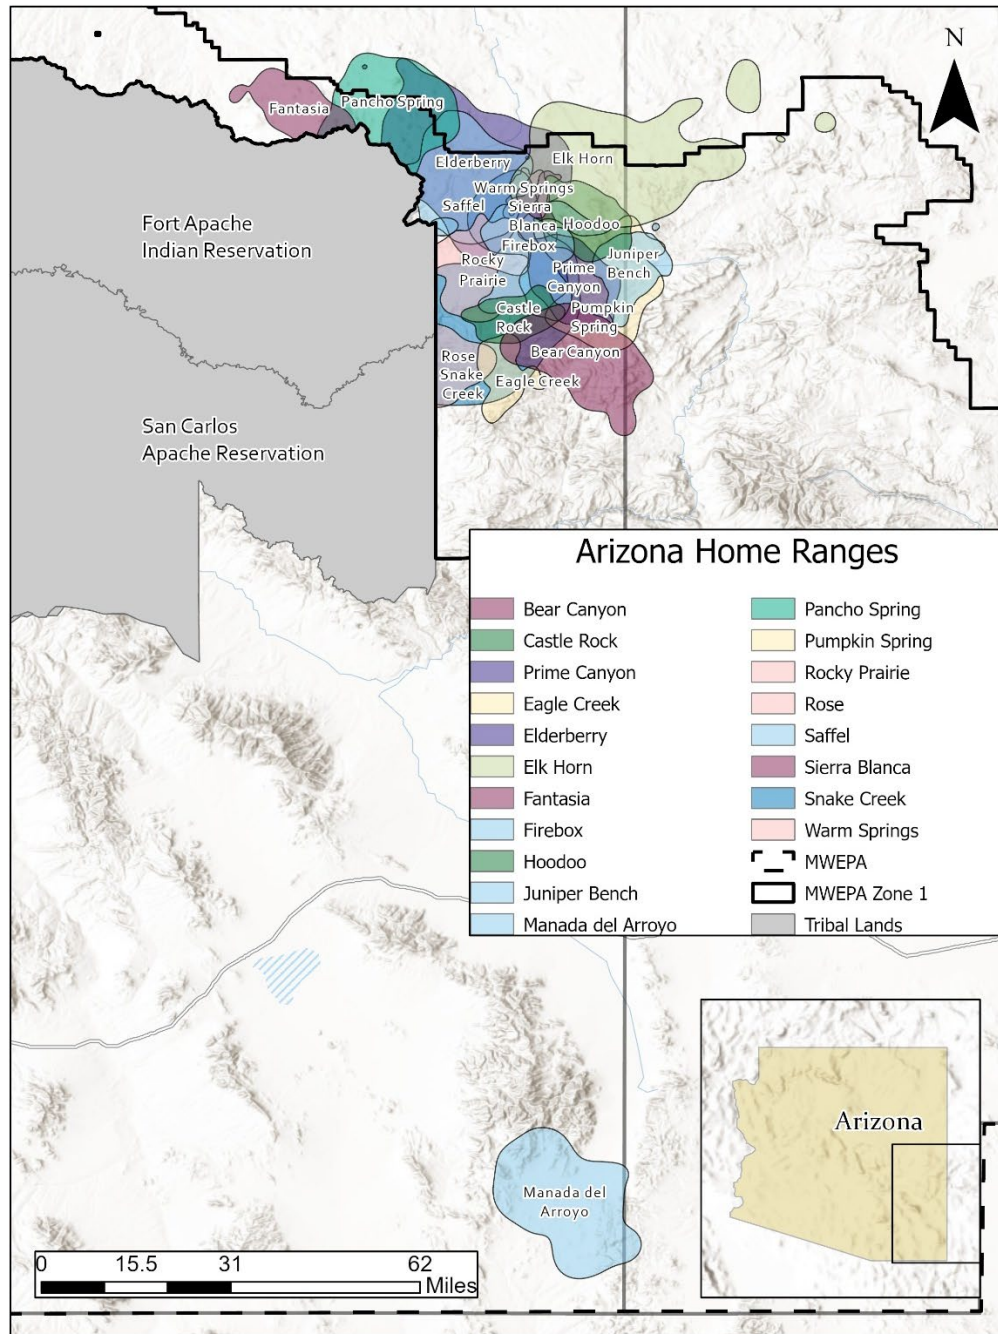 N
Fantasia
Pancho Spring
Elderberry
Elk Horn
Warm Springs
Saffel
Sierra
Blanca
Hoodoo
Firebox
Juniper
Bench
Rocky
Prairie
Prime
Canyon
Castle
Rock
Pumpkin
Spring
Bear Canyon
Rose
Snake
Creek
Eagle Creek
Fort Apache
Indian Reservation
San Carlos
Apache Reservation
Arizona Home Ranges
Bear Canyon
Castle Rock
Prime Canyon
Eagle Creek
Elderberry
Elk Horn
Fantasia
Firebox
Hoodoo
Juniper Bench
Manada del Arroyo
Pancho Spring
Pumpkin Spring
Rocky Prairie
Rose
Saffel
Sierra Blanca
Snake Creek
Warm Springs
MWEPA
MWEPA Zone 1
Tribal Lands
Arizona
Manada del
Arroyo
0 15.5 31 62
Miles